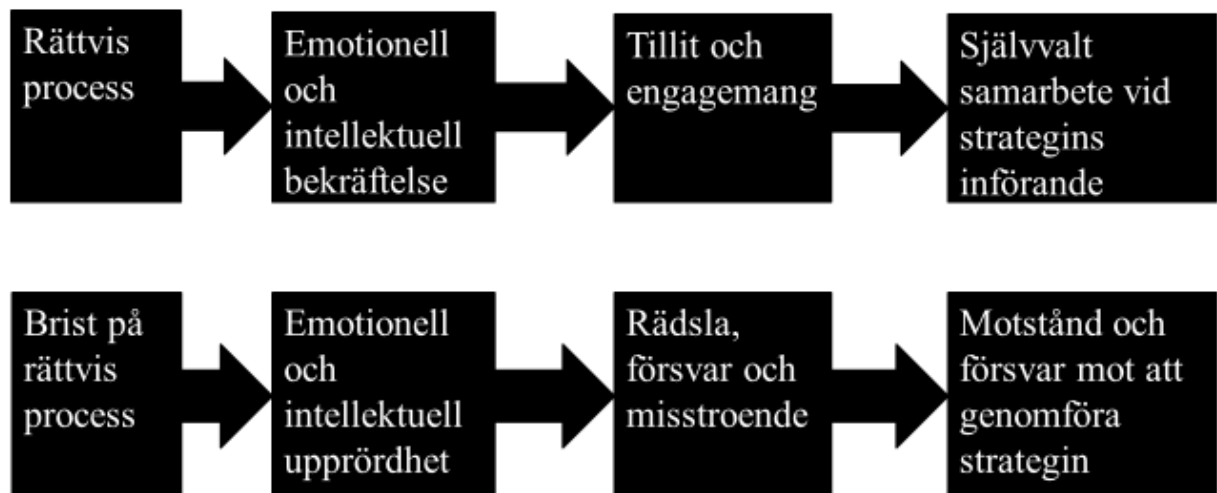 Rättvis
process
Emotionell
och
intellektuell
bekräftelse
Tillit och
engagemang
Självvalt
samarbete vid
strategins
införande
Brist på
rättvis
process
Emotionell
och
intellektuell
upprördhet
Rädsla,
försvar och
misstroende
Motstånd och
försvar mot att
genomföra
strategin